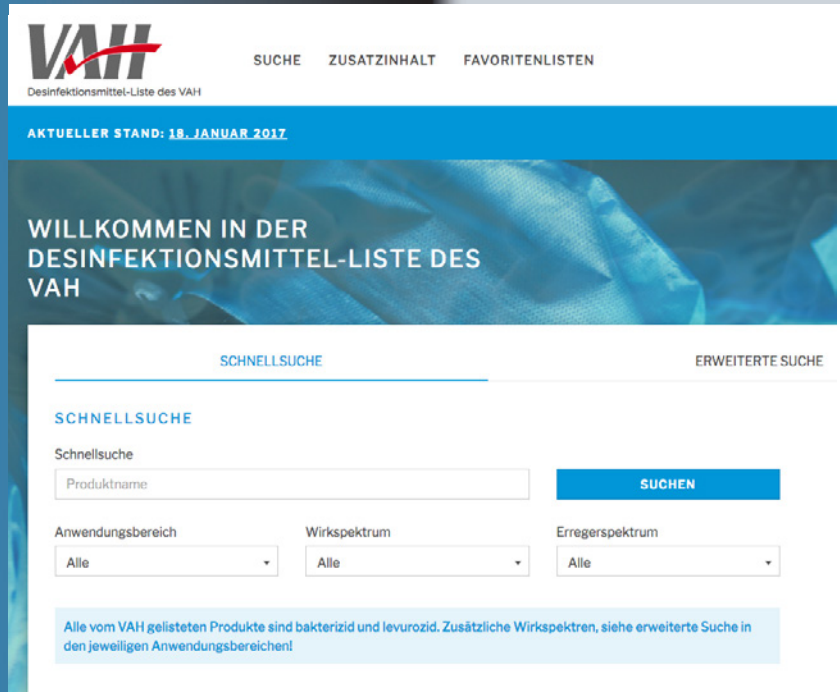 VAH
SUCHE ZUSATZINHALT FAVORITENLISTEN
Desinfektionsmittel-Liste des VAH
AKTUELLER STAND: 18. JANUAR 2017
WILLKOMMEN IN DER
DESINFEKTIONSMITTEL-LISTE DES
VAH
SCHNELLSUCHE ERWEITERTE SUCHE
SCHNELLSUCHE
Schnellsuche
Produktname SUCHEN
Anwendungsbereich Wirkspektrum Erregerspektrum
Alle Alle Alle
Alle vom VAH gelisteten Produkte sind bakterizid und levurozid. Zusätzliche Wirkspektren, siehe erweiterte Suche in
den jeweiligen Anwendungsbereichen!